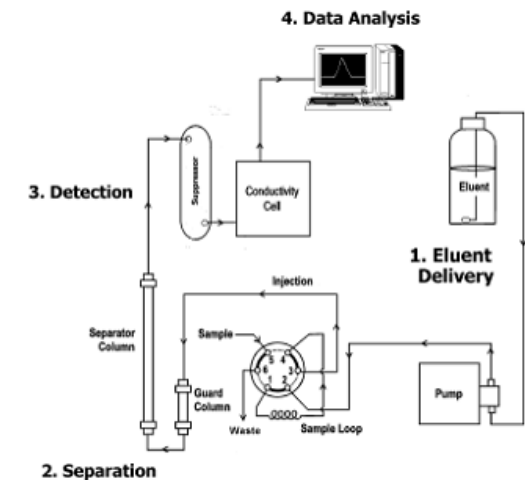 4. Data Analysis
Suppressor
Eluent
3. Detection
Conductivity
Cell
1. Eluent
Delivery
Injection
Separator
Column
Sample
5 4
6 3
1 2
Guard
Column
Pump
Waste
Sample Loop
2. Separation